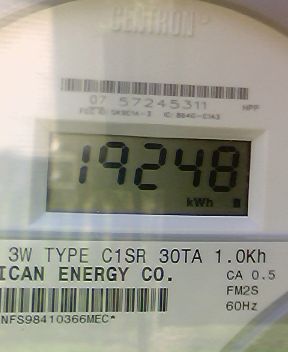 CENTRON®
07 57245311
19248
kWh
3W TYPE C1SR 30TA 1.0Kh
ICAN ENERGY CO.
CA 0.5
FM2S
60Hz
NFS98410366MEC*